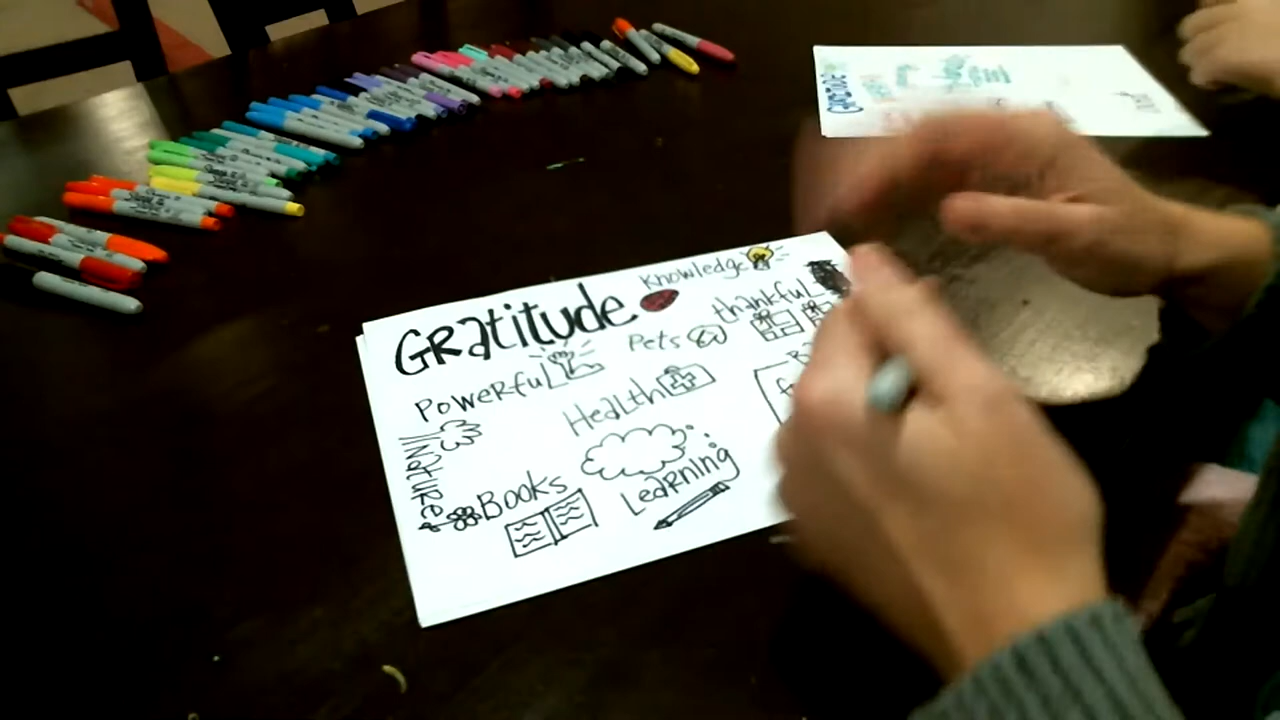 Gratitude
Knowledge
Thankful
Pets
Powerful
Health
Nature
Books
Learning